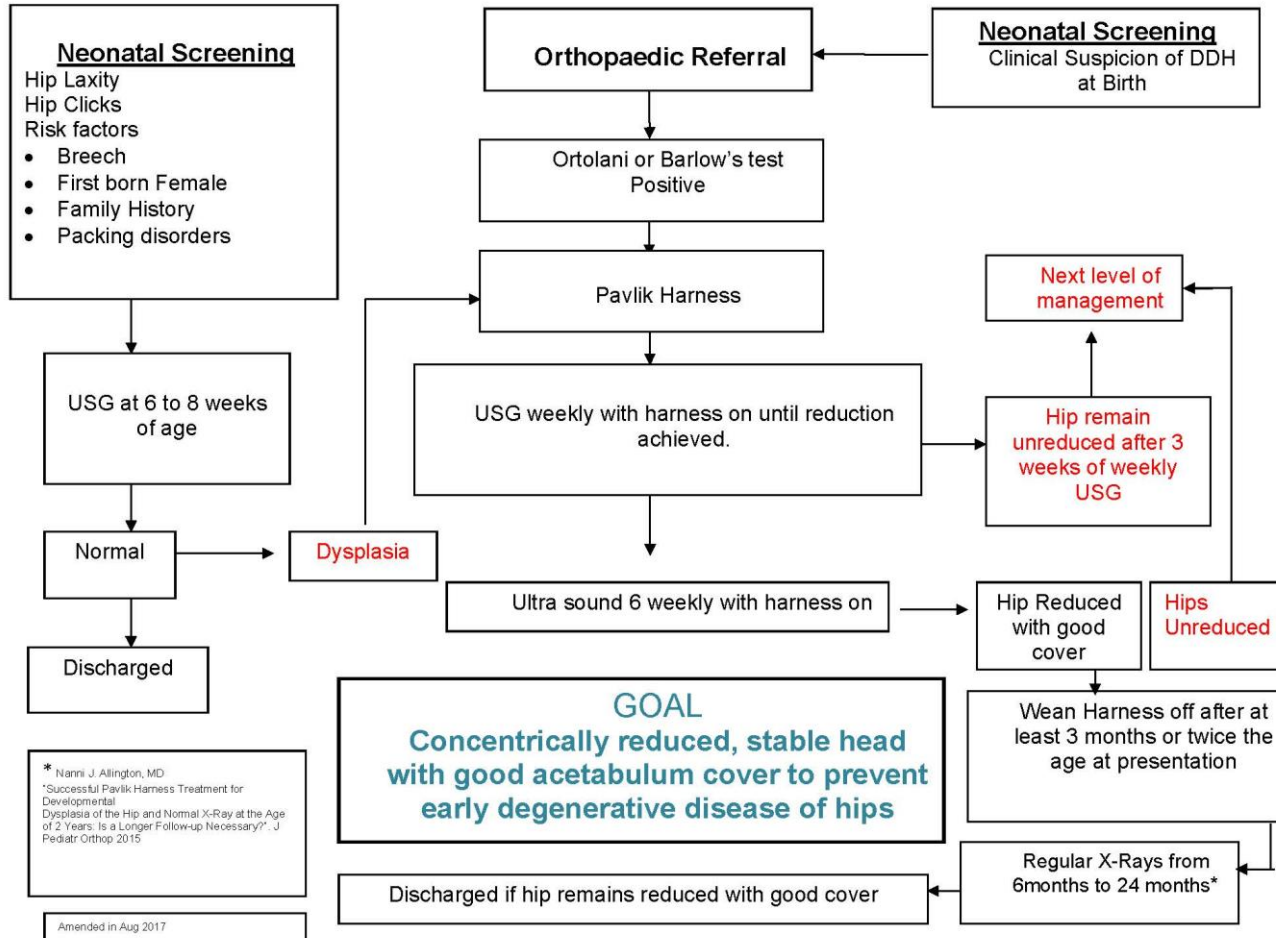 Neonatal Screening
Hip Laxity
Hip Clicks
Risk factors
• Breech
• First born Female
• Family History
• Packing disorders
Orthopaedic Referral
Neonatal Screening
Clinical Suspicion of DDH
at Birth
Ortolani or Barlow's test
Positive
Pavlik Harness
Next level of
management
USG at 6 to 8 weeks
of age
USG weekly with harness on until reduction
achieved.
Hip remain
unreduced after 3
weeks of weekly
USG
Normal
Dysplasia
Ultra sound 6 weekly with harness on
Hip Reduced
with good
cover
Hips
Unreduced
Discharged
GOAL
Concentrically reduced, stable head
with good acetabulum cover to prevent
early degenerative disease of hips
Wean Harness off after at
least 3 months or twice the
age at presentation
* Nanni J. Allington, MD
"Successful Pavlik Harness Treatment for
Developmental
Dysplasia of the Hip and Normal X-Ray at the Age
of 2 Years: Is a Longer Follow-up Necessary?". J
Pediatr Orthop 2015
Regular X-Rays from
6months to 24 months*
Discharged if hip remains reduced with good cover
Amended in Aug 2017